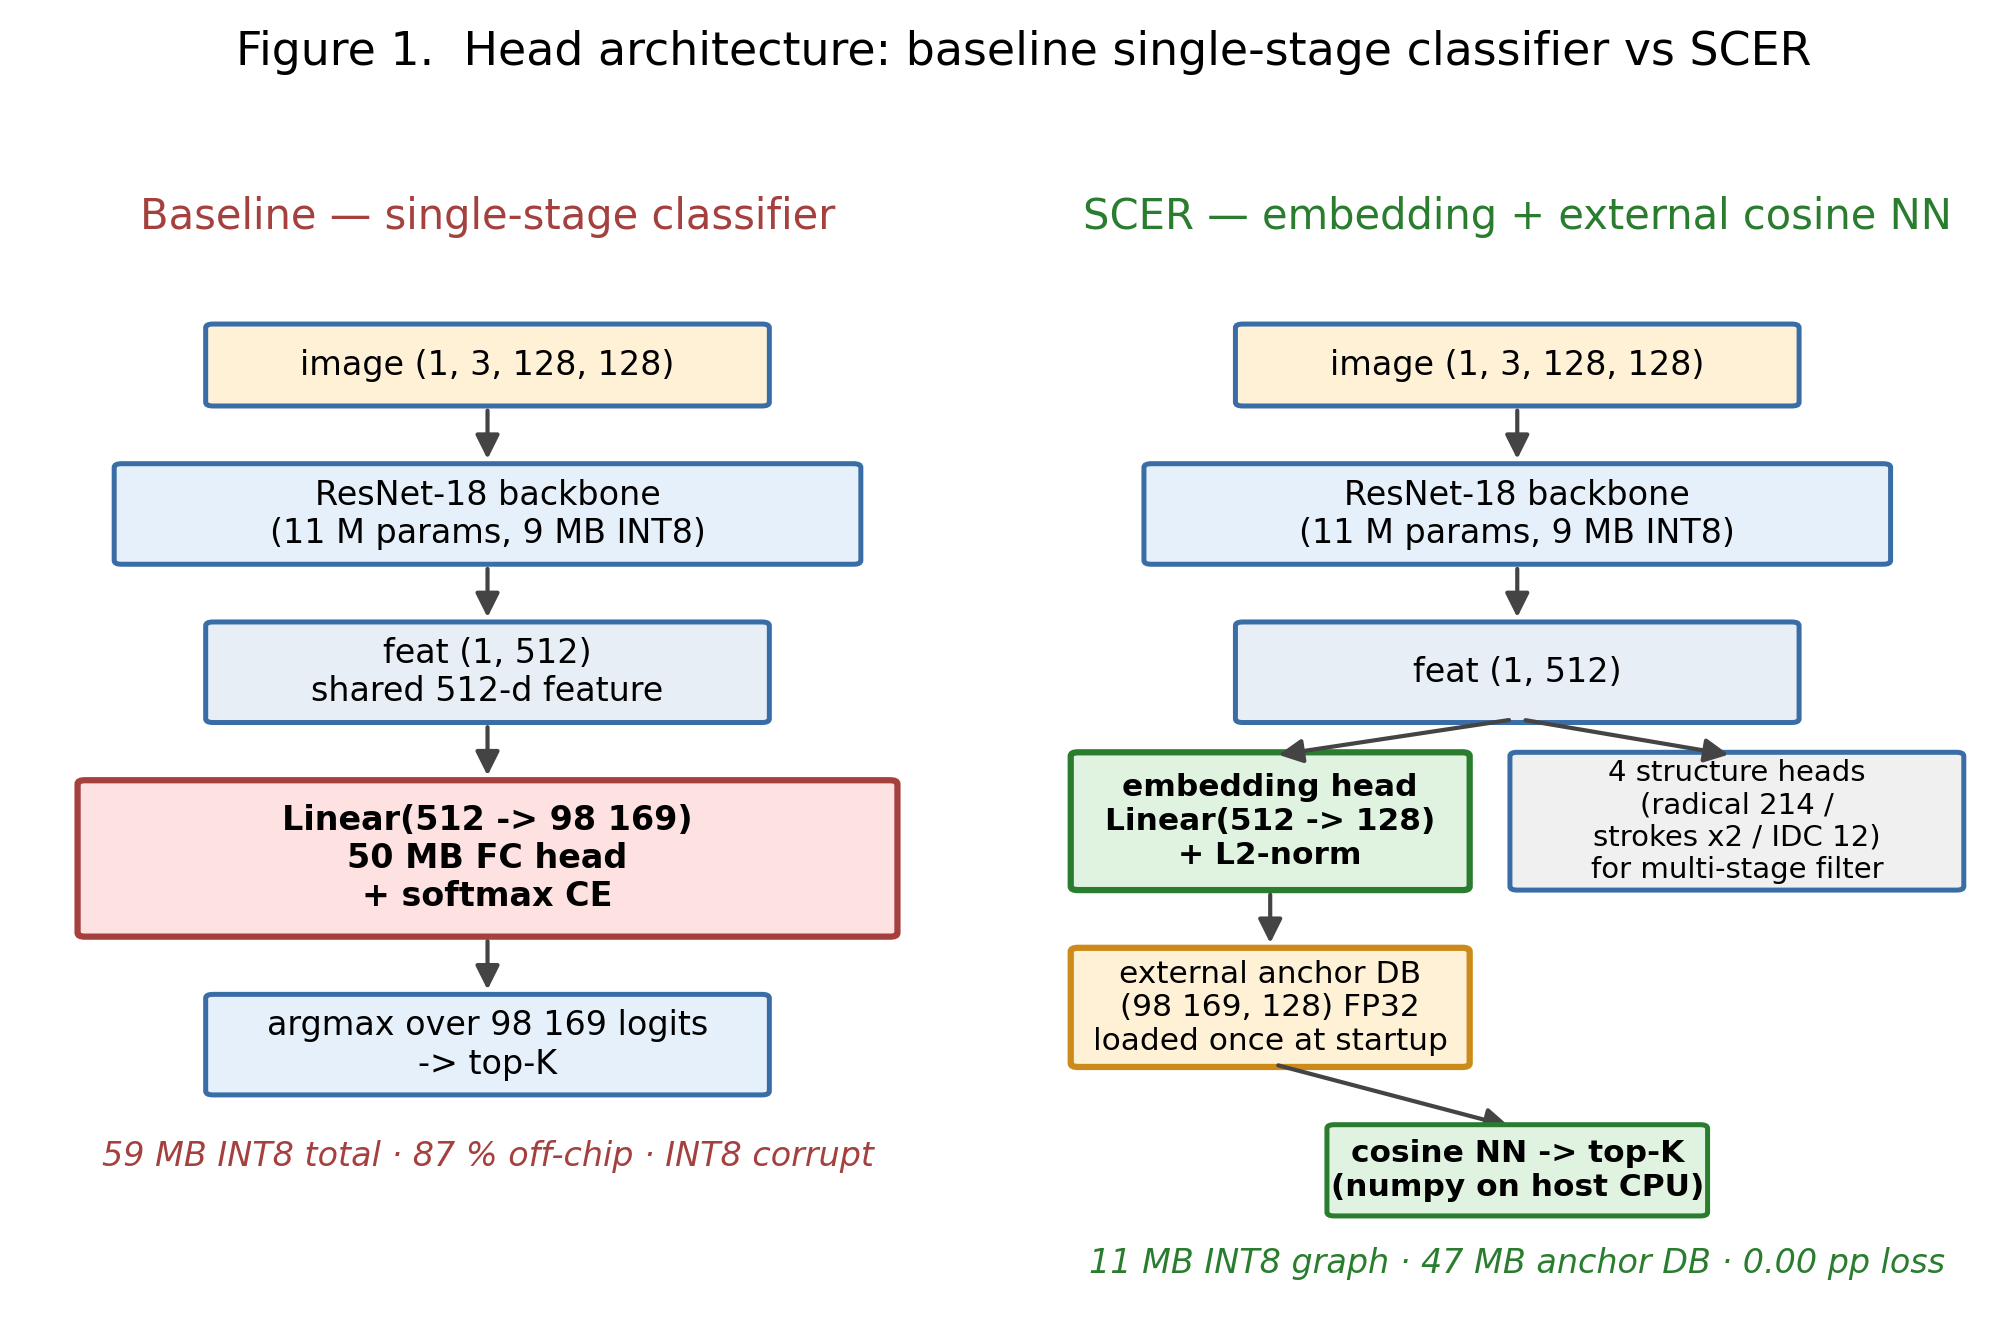 Figure 1.  Head architecture: baseline single-stage classifier vs SCER
Baseline — single-stage classifier
image (1, 3, 128, 128)
ResNet-18 backbone
(11 M params, 9 MB INT8)
feat (1, 512)
shared 512-d feature
Linear(512 -> 98 169)
50 MB FC head
+ softmax CE
argmax over 98 169 logits
-> top-K
59 MB INT8 total · 87 % off-chip · INT8 corrupt
SCER — embedding + external cosine NN
image (1, 3, 128, 128)
ResNet-18 backbone
(11 M params, 9 MB INT8)
feat (1, 512)
embedding head
Linear(512 -> 128)
+ L2-norm
4 structure heads
(radical 214 /
strokes x2 / IDC 12)
for multi-stage filter
external anchor DB
(98 169, 128) FP32
loaded once at startup
cosine NN -> top-K
(numpy on host CPU)
11 MB INT8 graph · 47 MB anchor DB · 0.00 pp loss